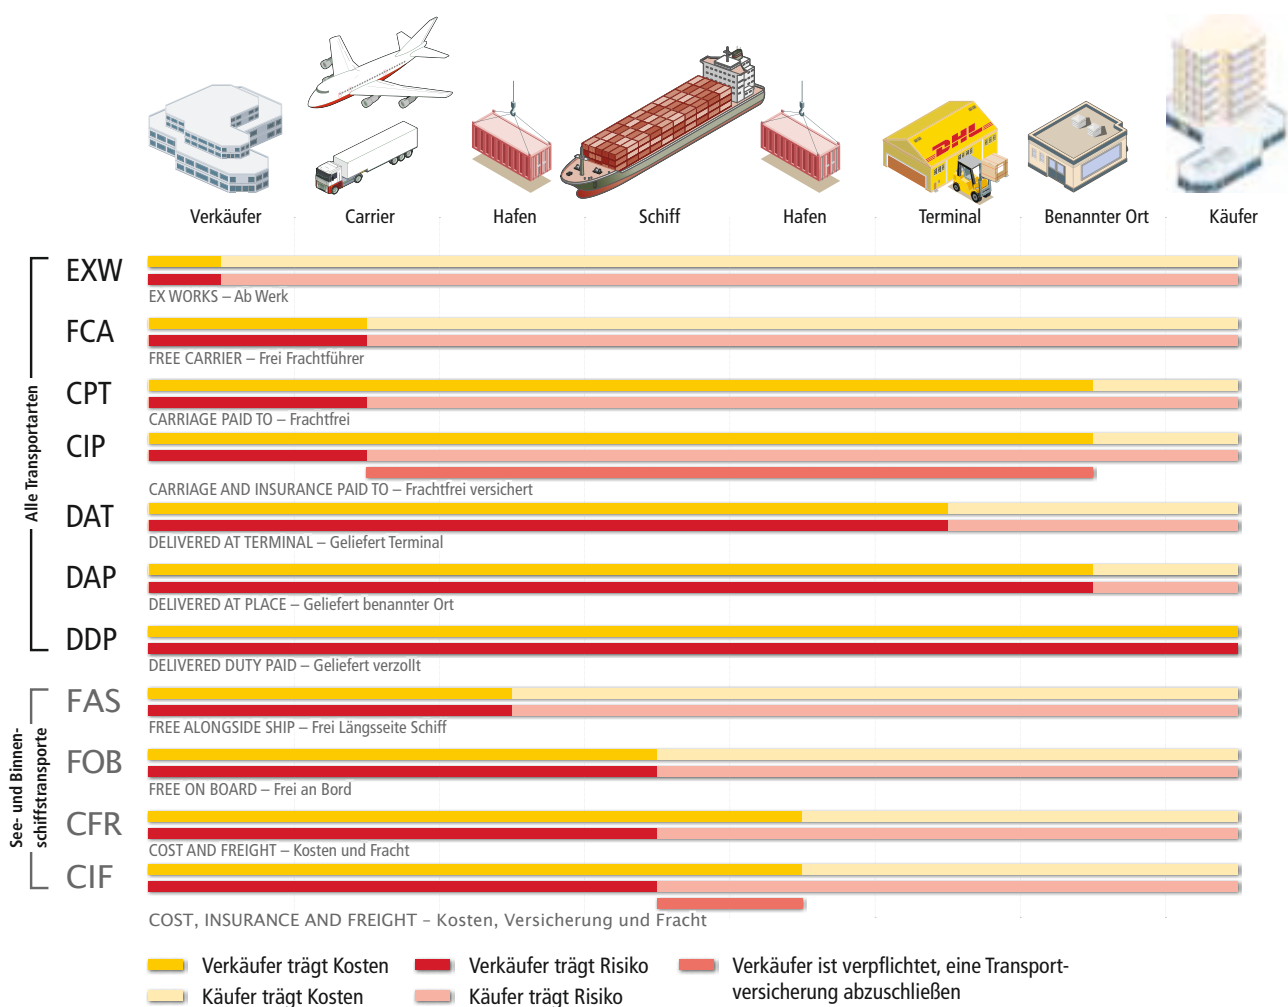 DHL
Verkäufer
Carrier
Hafen
Schiff
Hafen
Terminal
Benannter Ort
Käufer
Alle Transportarten
EXW
EX WORKS – Ab Werk
FCA
FREE CARRIER – Frei Frachtführer
CPT
CARRIAGE PAID TO – Frachtfrei
CIP
CARRIAGE AND INSURANCE PAID TO – Frachtfrei versichert
DAT
DELIVERED AT TERMINAL – Geliefert Terminal
DAP
DELIVERED AT PLACE – Geliefert benannter Ort
DDP
DELIVERED DUTY PAID – Geliefert verzollt
See- und Binnen-
schiffstransporte
FAS
FREE ALONGSIDE SHIP – Frei Längsseite Schiff
FOB
FREE ON BOARD – Frei an Bord
CFR
COST AND FREIGHT – Kosten und Fracht
CIF
COST, INSURANCE AND FREIGHT – Kosten, Versicherung und Fracht
Verkäufer trägt Kosten
Käufer trägt Kosten
Verkäufer trägt Risiko
Käufer trägt Risiko
Verkäufer ist verpflichtet, eine Transport-
versicherung abzuschließen